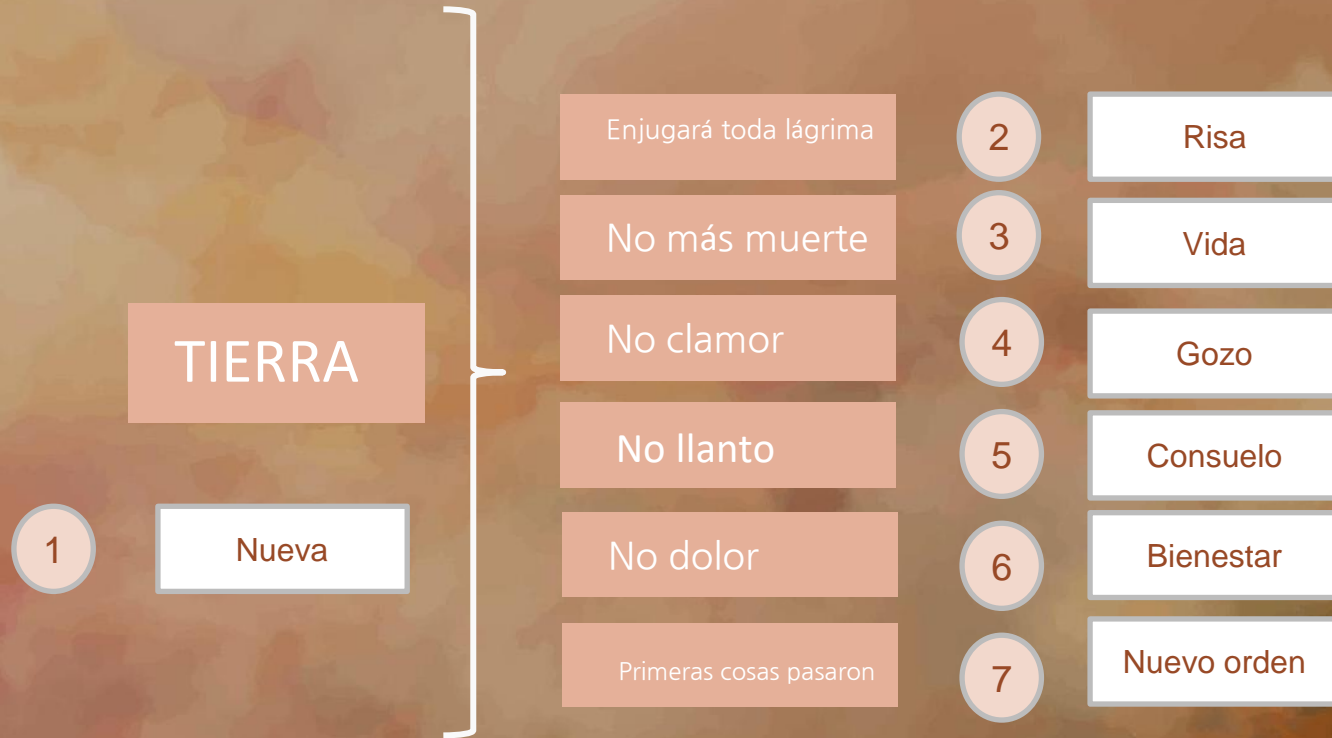 TIERRA
1
Nueva
Enjugará toda lágrima
2
Risa
No más muerte
3
Vida
No clamor
4
Gozo
No llanto
5
Consuelo
No dolor
6
Bienestar
Primeras cosas pasaron
7
Nuevo orden